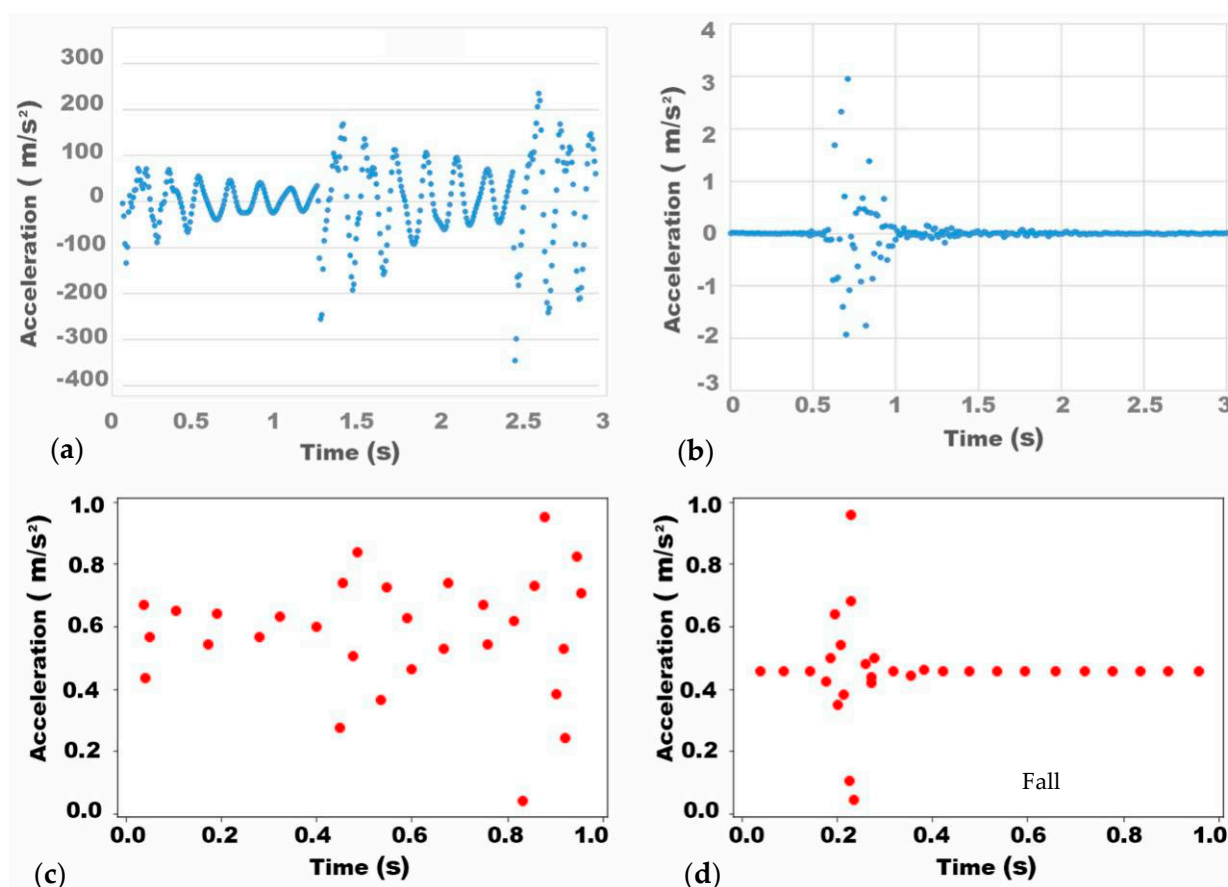 Acceleration ( m/s²)
300
200
100
0
-100
-200
-300
-400
0 0.5 1 1.5 2 2.5 3
Time (s)
(a)
Acceleration ( m/s²)
4
3
2
1
0
-1
-2
-3
0 0.5 1 1.5 2 2.5 3
Time (s)
(b)
Acceleration ( m/s²)
1.0
0.8
0.6
0.4
0.2
0.0
0.0 0.2 0.4 0.6 0.8 1.0
Time (s)
(c)
Acceleration ( m/s²)
1.0
0.8
0.6
0.4
0.2
0.0
Fall
0.0 0.2 0.4 0.6 0.8 1.0
Time (s)
(d)